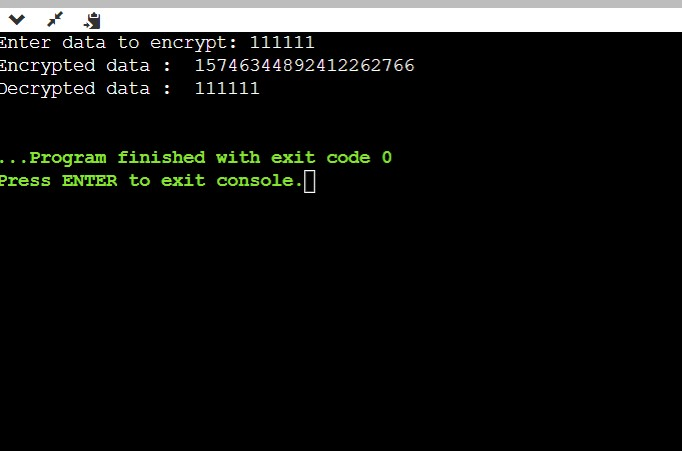 Enter data to encrypt: 111111
Encrypted data :  15746344892412262766
Decrypted data :  111111
...Program finished with exit code 0
Press ENTER to exit console.